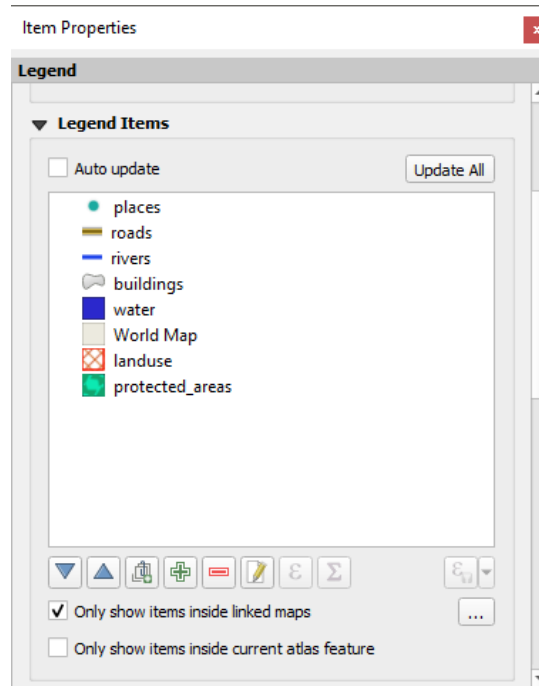 Item Properties
x
Legend
Legend Items
Auto update
Update All
places
roads
rivers
buildings
water
World Map
landuse
protected_areas
ε
Σ
ε
Only show items inside linked maps
...
Only show items inside current atlas feature